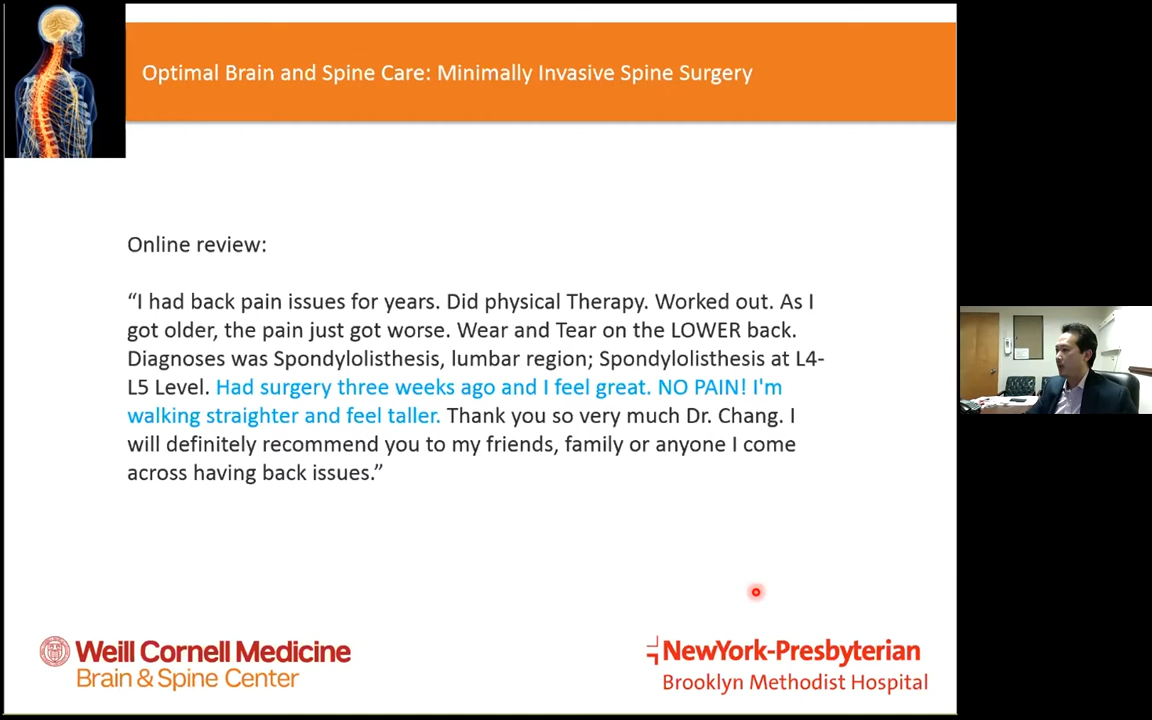 Optimal Brain and Spine Care: Minimally Invasive Spine Surgery
Online review:
“I had back pain issues for years. Did physical Therapy. Worked out. As I
got older, the pain just got worse. Wear and Tear on the LOWER back.
Diagnoses was Spondylolisthesis, lumbar region; Spondylolisthesis at L4-
L5 Level. Had surgery three weeks ago and I feel great. NO PAIN! I'm
walking straighter and feel taller. Thank you so very much Dr. Chang. I
will definitely recommend you to my friends, family or anyone I come
across having back issues.”
Weill Cornell Medicine
Brain & Spine Center
NewYork-Presbyterian
Brooklyn Methodist Hospital